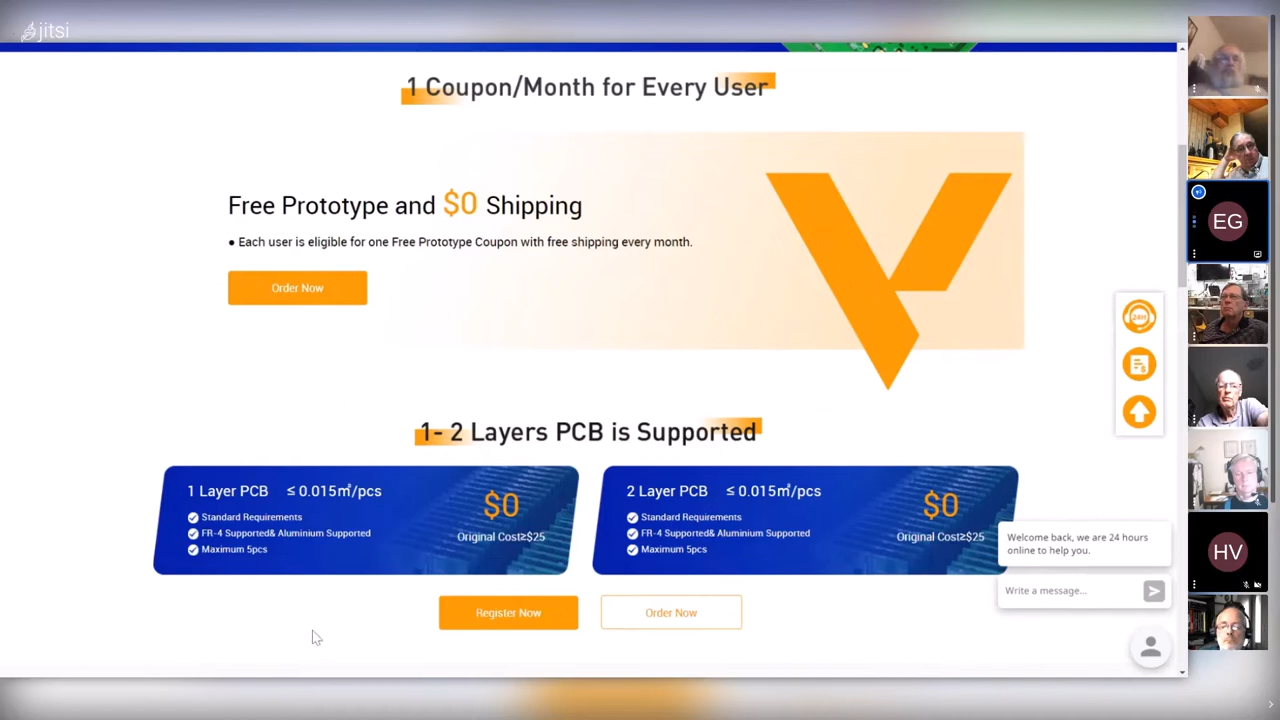 jitsi
1 Coupon/Month for Every User
Free Prototype and $0 Shipping
● Each user is eligible for one Free Prototype Coupon with free shipping every month.
Order Now
1- 2 Layers PCB is Supported
1 Layer PCB ≤ 0.015㎡/pcs
Standard Requirements
FR-4 Supported& Aluminium Supported
Maximum 5pcs
$0
Original Cost≥$25
2 Layer PCB ≤ 0.015㎡/pcs
Standard Requirements
FR-4 Supported& Aluminium Supported
Maximum 5pcs
$0
Original Cost≥$25
Register Now
Order Now
24H
Welcome back, we are 24 hours
online to help you.
Write a message...
EG
HV